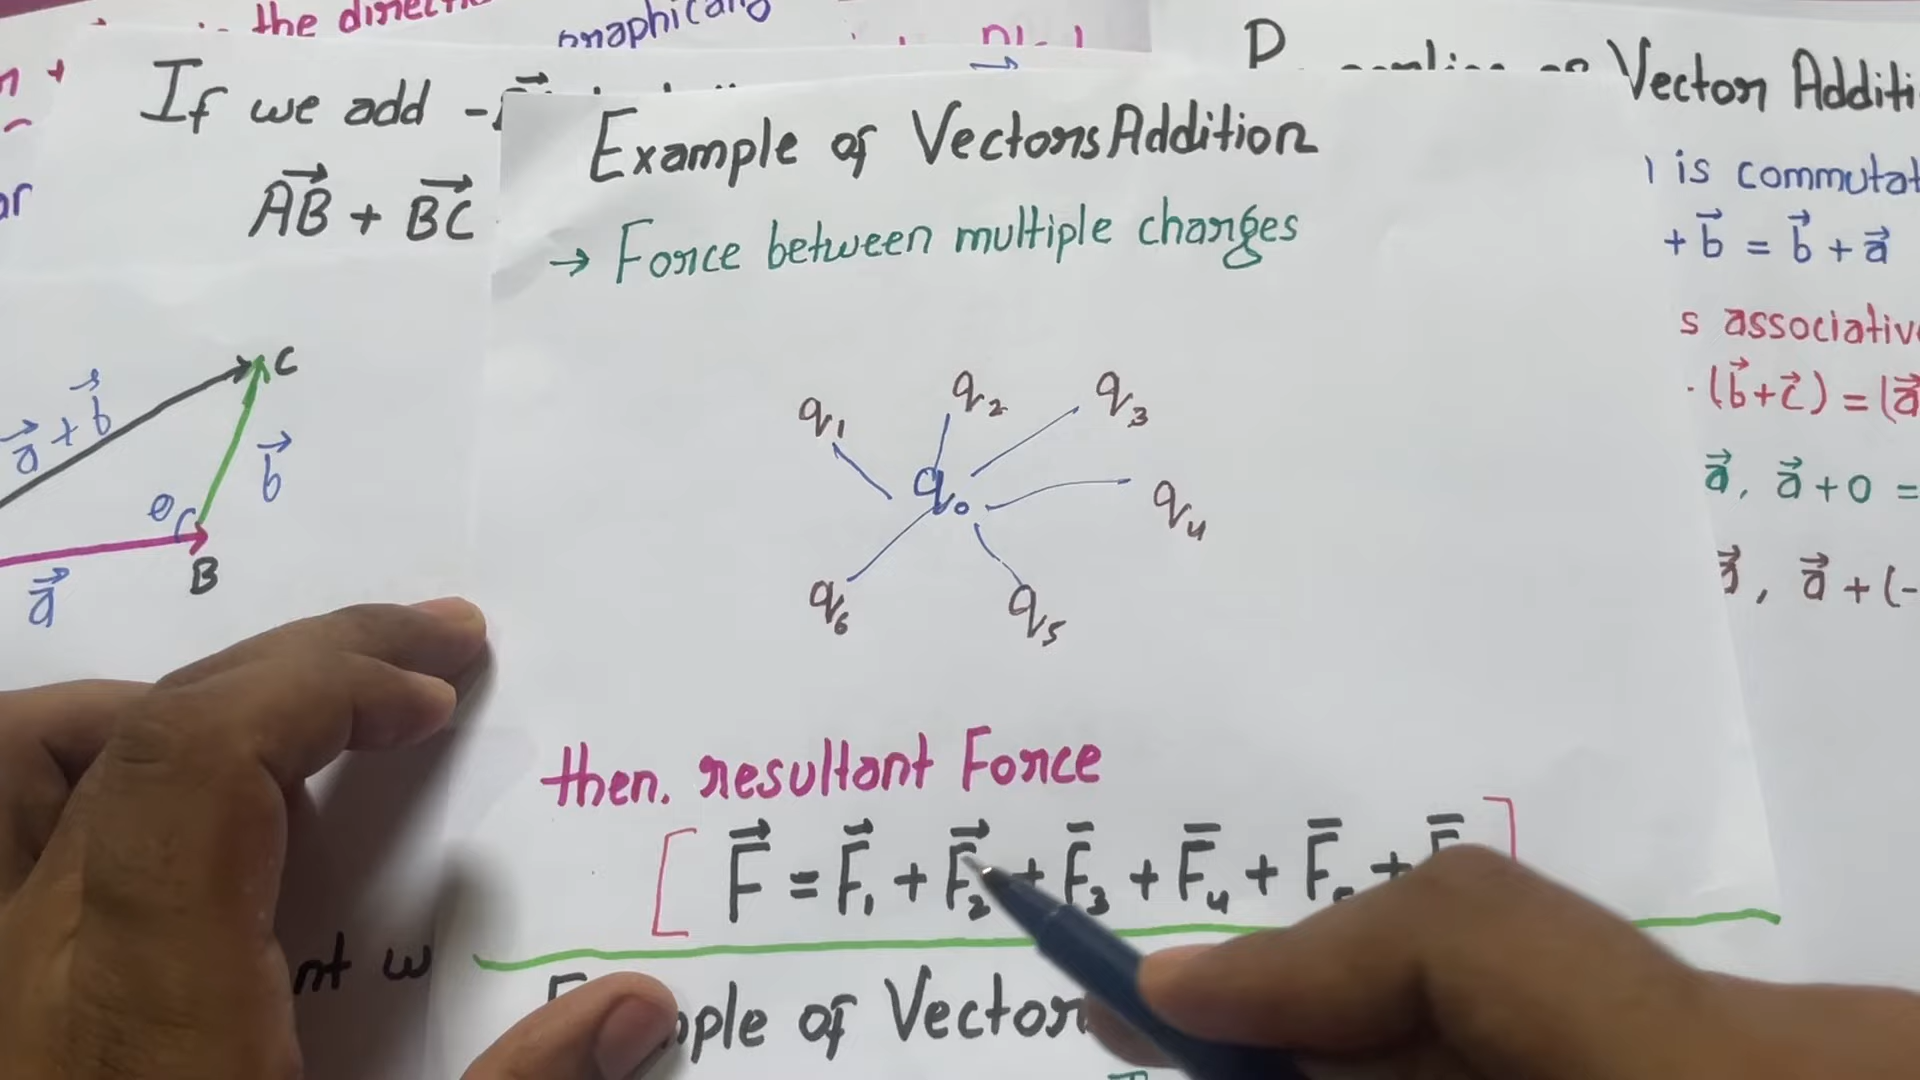 the
graphically
If we add
AB + BC
C
a + b
b
θ
B
a
Example of Vectors Addition
→ Force between multiple charges
q1
q2
q3
q0
q4
q6
q5
then. resultant Force
[ F = F1 + F2 + F3 + F4 + F + F ]
ple of Vector
Vector Additi
is commutat
+ b = b + a
s associativ
(b+c) = (a
a, a+0 =
, a + (-